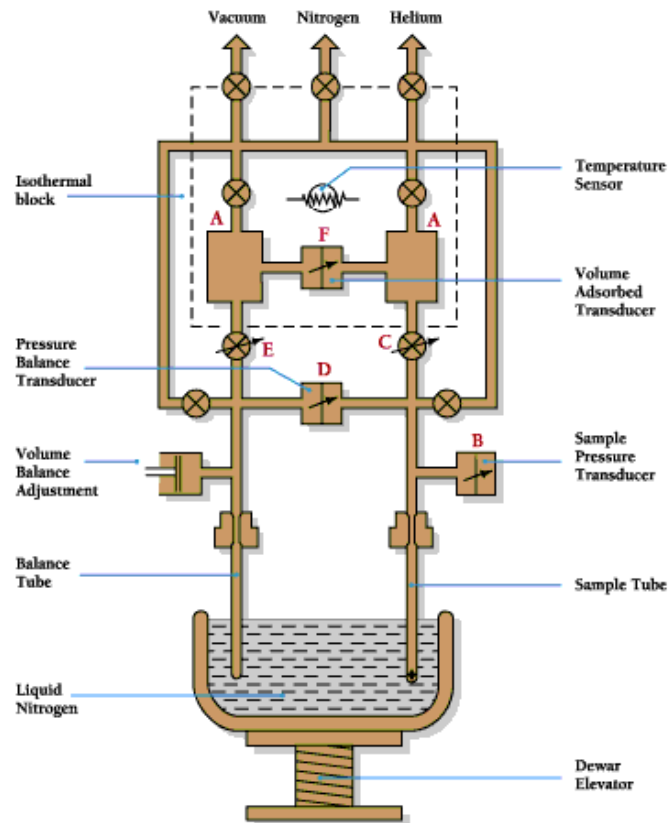 Vacuum
Nitrogen
Helium
Isothermal
block
Temperature
Sensor
A
F
A
Volume
Adsorbed
Transducer
Pressure
Balance
Transducer
E
C
D
Volume
Balance
Adjustment
B
Sample
Pressure
Transducer
Balance
Tube
Sample Tube
Liquid
Nitrogen
Dewar
Elevator